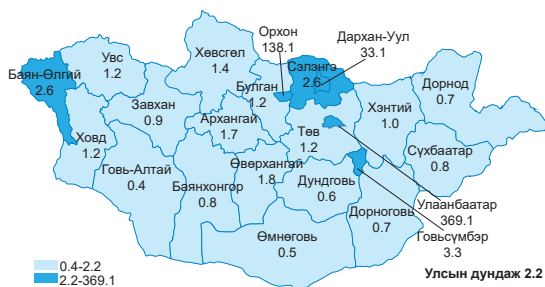 Орхон
138.1
Дархан-Уул
33.1
Хөвсгөл
1.4
Увс
1.2
Сэлэнгэ
2.6
Баян-Өлгий
2.6
Булган
1.2
Дорнод
0.7
Завхан
0.9
Хэнтий
1.0
Архангай
1.7
Төв
1.2
Ховд
1.2
Сүхбаатар
0.8
Говь-Алтай
0.4
Өвөрхангай
1.8
Баянхонгор
0.8
Дундговь
0.6
Улаанбаатар
369.1
Дорноговь
0.7
Говьсүмбэр
3.3
Өмнөговь
0.5
0.4-2.2
2.2-369.1
Улсын дундаж 2.2